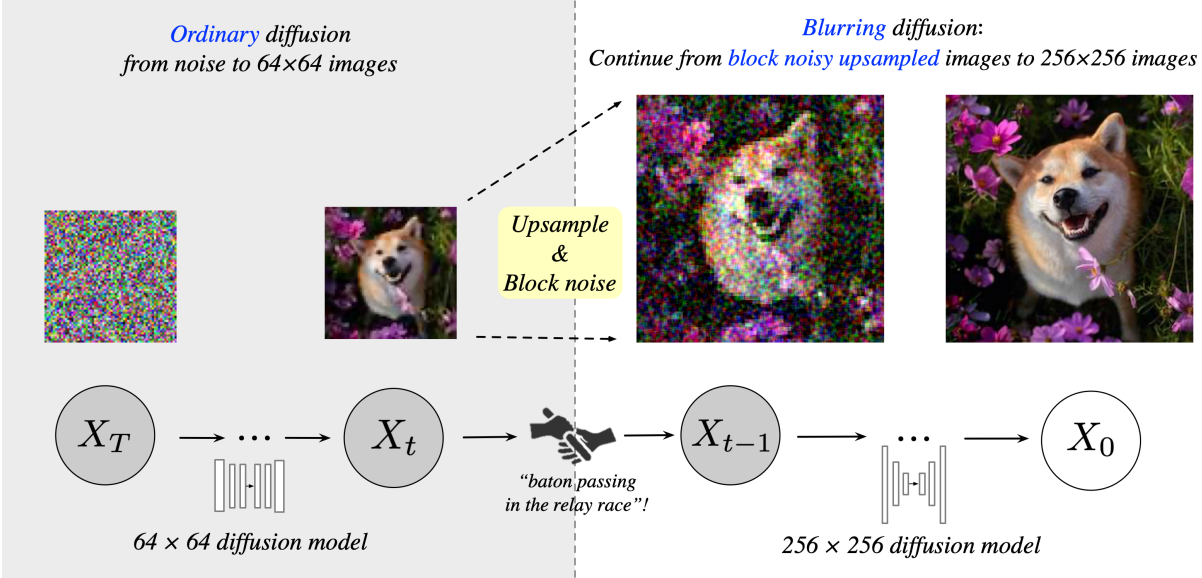 Ordinary diffusion
from noise to 64×64 images
Blurring diffusion:
Continue from block noisy upsampled images to 256×256 images
Upsample
&
Block noise
X_T
...
X_t
X_{t−1}
...
X_0
“baton passing
in the relay race”!
64 × 64 diffusion model
256 × 256 diffusion model